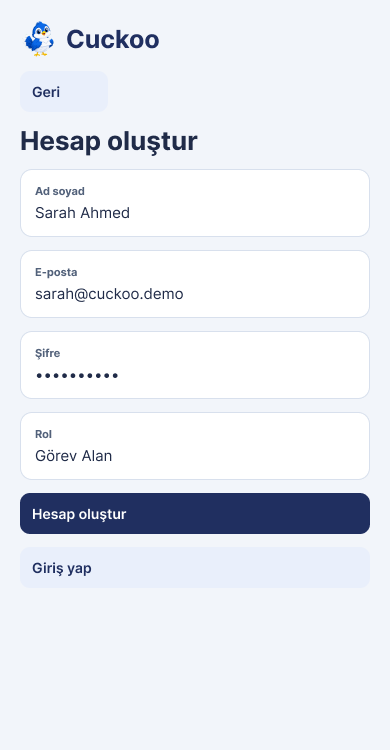 Cuckoo
Geri
Hesap oluştur
Ad soyad
Sarah Ahmed
E-posta
sarah@cuckoo.demo
Şifre
••••••••••
Rol
Görev Alan
Hesap oluştur
Giriş yap